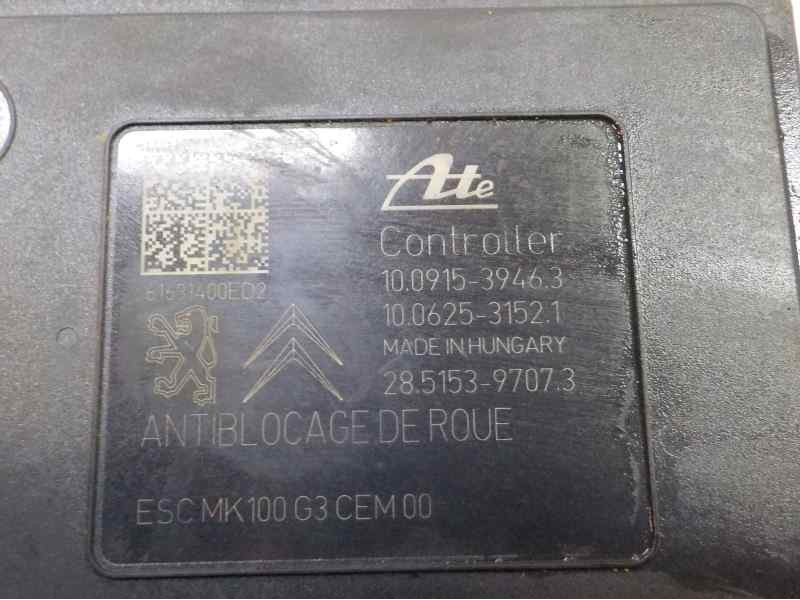 Ate
Controller
10.0915-3946.3
10.0625-3152.1
MADE IN HUNGARY
28.5153-9707.3
ANTIBLOCAGE DE ROUE
ESC MK100 G3 CEM 00